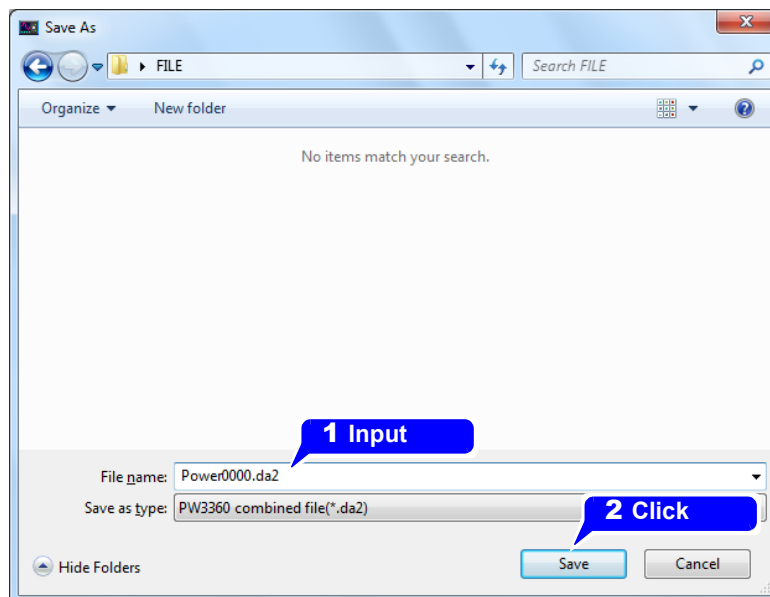 Save As
FILE
Search FILE
Organize
New folder
No items match your search.
1 Input
File name: Power0000.da2
Save as type: PW3360 combined file(*.da2)
2 Click
Hide Folders
Save
Cancel